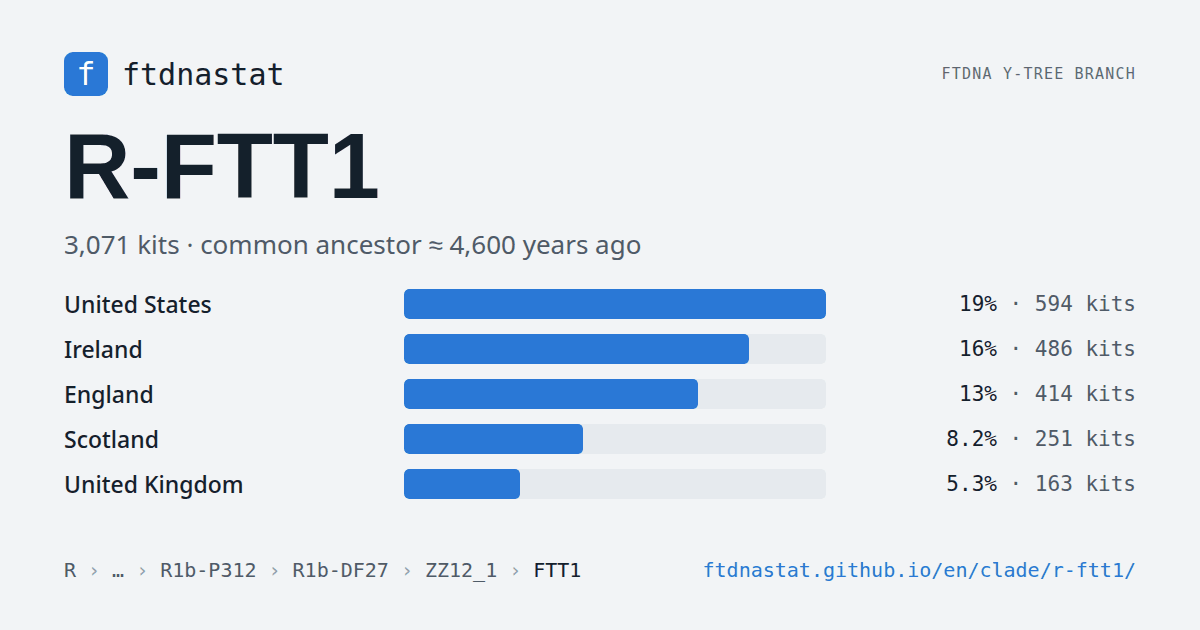 f ftdnastat
FTDNA Y-TREE BRANCH
R-FTT1
3,071 kits · common ancestor ≈ 4,600 years ago
United States 19% · 594 kits
Ireland 16% · 486 kits
England 13% · 414 kits
Scotland 8.2% · 251 kits
United Kingdom 5.3% · 163 kits
R › … › R1b-P312 › R1b-DF27 › ZZ12_1 › FTT1
ftdnastat.github.io/en/clade/r-ftt1/